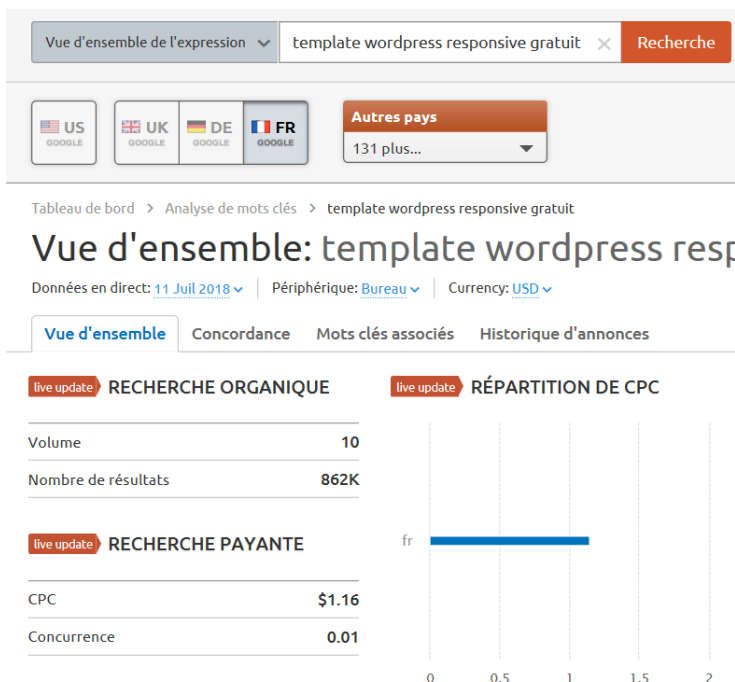 Vue d'ensemble de l'expression template wordpress responsive gratuit × Recherche
US UK DE FR
GOOGLE GOOGLE GOOGLE GOOGLE
Autres pays
131 plus...
Tableau de bord > Analyse de mots clés > template wordpress responsive gratuit
Vue d'ensemble: template wordpress resp
Données en direct: 11 Juil 2018 Périphérique: Bureau Currency: USD
Vue d'ensemble Concordance Mots clés associés Historique d'annonces
live update RECHERCHE ORGANIQUE
Volume 10
Nombre de résultats 862K
live update RECHERCHE PAYANTE
CPC $1.16
Concurrence 0.01
live update RÉPARTITION DE CPC
fr
0 0,5 1 1,5 2